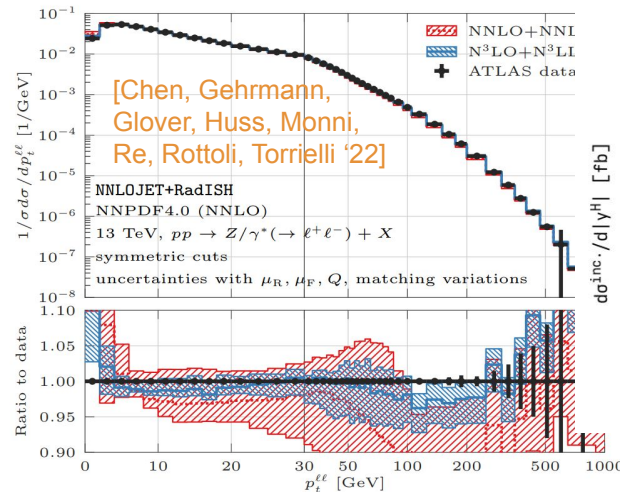 NNLO+NNL
N³LO+N³LL
ATLAS data
1/σ dσ/dp_t^{ℓℓ} [1/GeV]
10⁻¹
10⁻²
10⁻³
10⁻⁴
10⁻⁵
10⁻⁶
10⁻⁷
10⁻⁸
[Chen, Gehrmann,
Glover, Huss, Monni,
Re, Rottoli, Torrielli ‘22]
NNLOJET+RadISH
NNPDF4.0 (NNLO)
13 TeV, pp → Z/γ*(→ ℓ⁺ℓ⁻) + X
symmetric cuts
uncertainties with μ_R, μ_F, Q, matching variations
dσ^{inc.}/d|y^H| [fb]
Ratio to data
1.10
1.05
1.00
0.95
0.90
0 10 20 30 50 100 500 1000
p_t^{ℓℓ} [GeV]